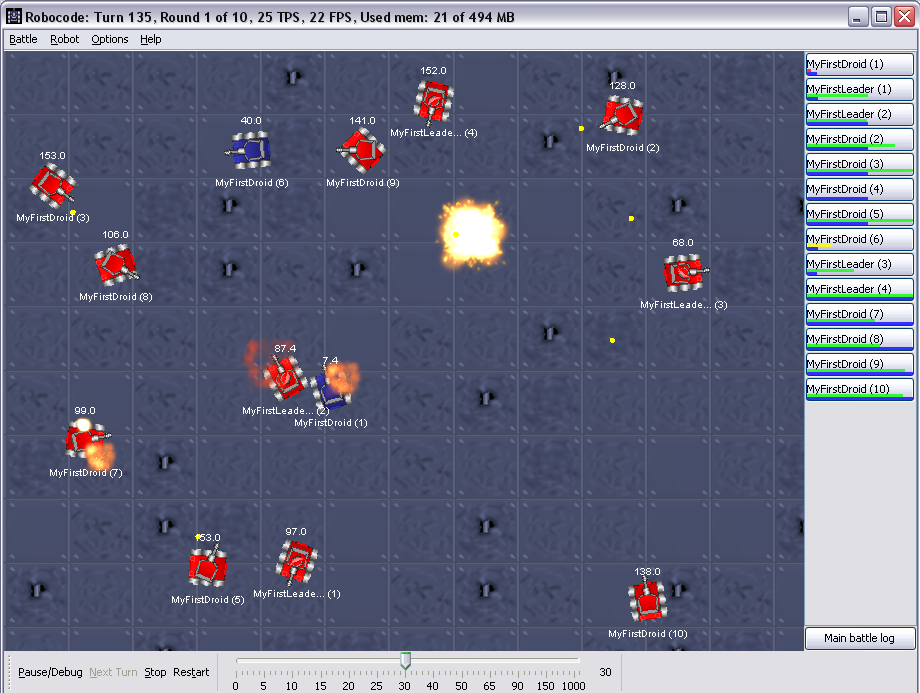 Robocode: Turn 135, Round 1 of 10, 25 TPS, 22 FPS, Used mem: 21 of 494 MB
Battle Robot Options Help
152.0
MyFirstLeade... (4)
128.0
MyFirstDroid (2)
40.0
MyFirstDroid (6)
141.0
MyFirstDroid (9)
153.0
MyFirstDroid (3)
106.0
MyFirstDroid (8)
68.0
MyFirstLeade... (3)
87.4
MyFirstLeade... (2)
7.4
MyFirstDroid (1)
99.0
MyFirstDroid (7)
53.0
MyFirstDroid (5)
97.0
MyFirstLeade... (1)
138.0
MyFirstDroid (10)
MyFirstDroid (1)
MyFirstLeader (1)
MyFirstLeader (2)
MyFirstDroid (2)
MyFirstDroid (3)
MyFirstDroid (4)
MyFirstDroid (5)
MyFirstDroid (6)
MyFirstLeader (3)
MyFirstLeader (4)
MyFirstDroid (7)
MyFirstDroid (8)
MyFirstDroid (9)
MyFirstDroid (10)
Main battle log
Pause/Debug Next Turn Stop Restart
0 5 10 15 20 25 30 40 50 65 90 150 1000
30